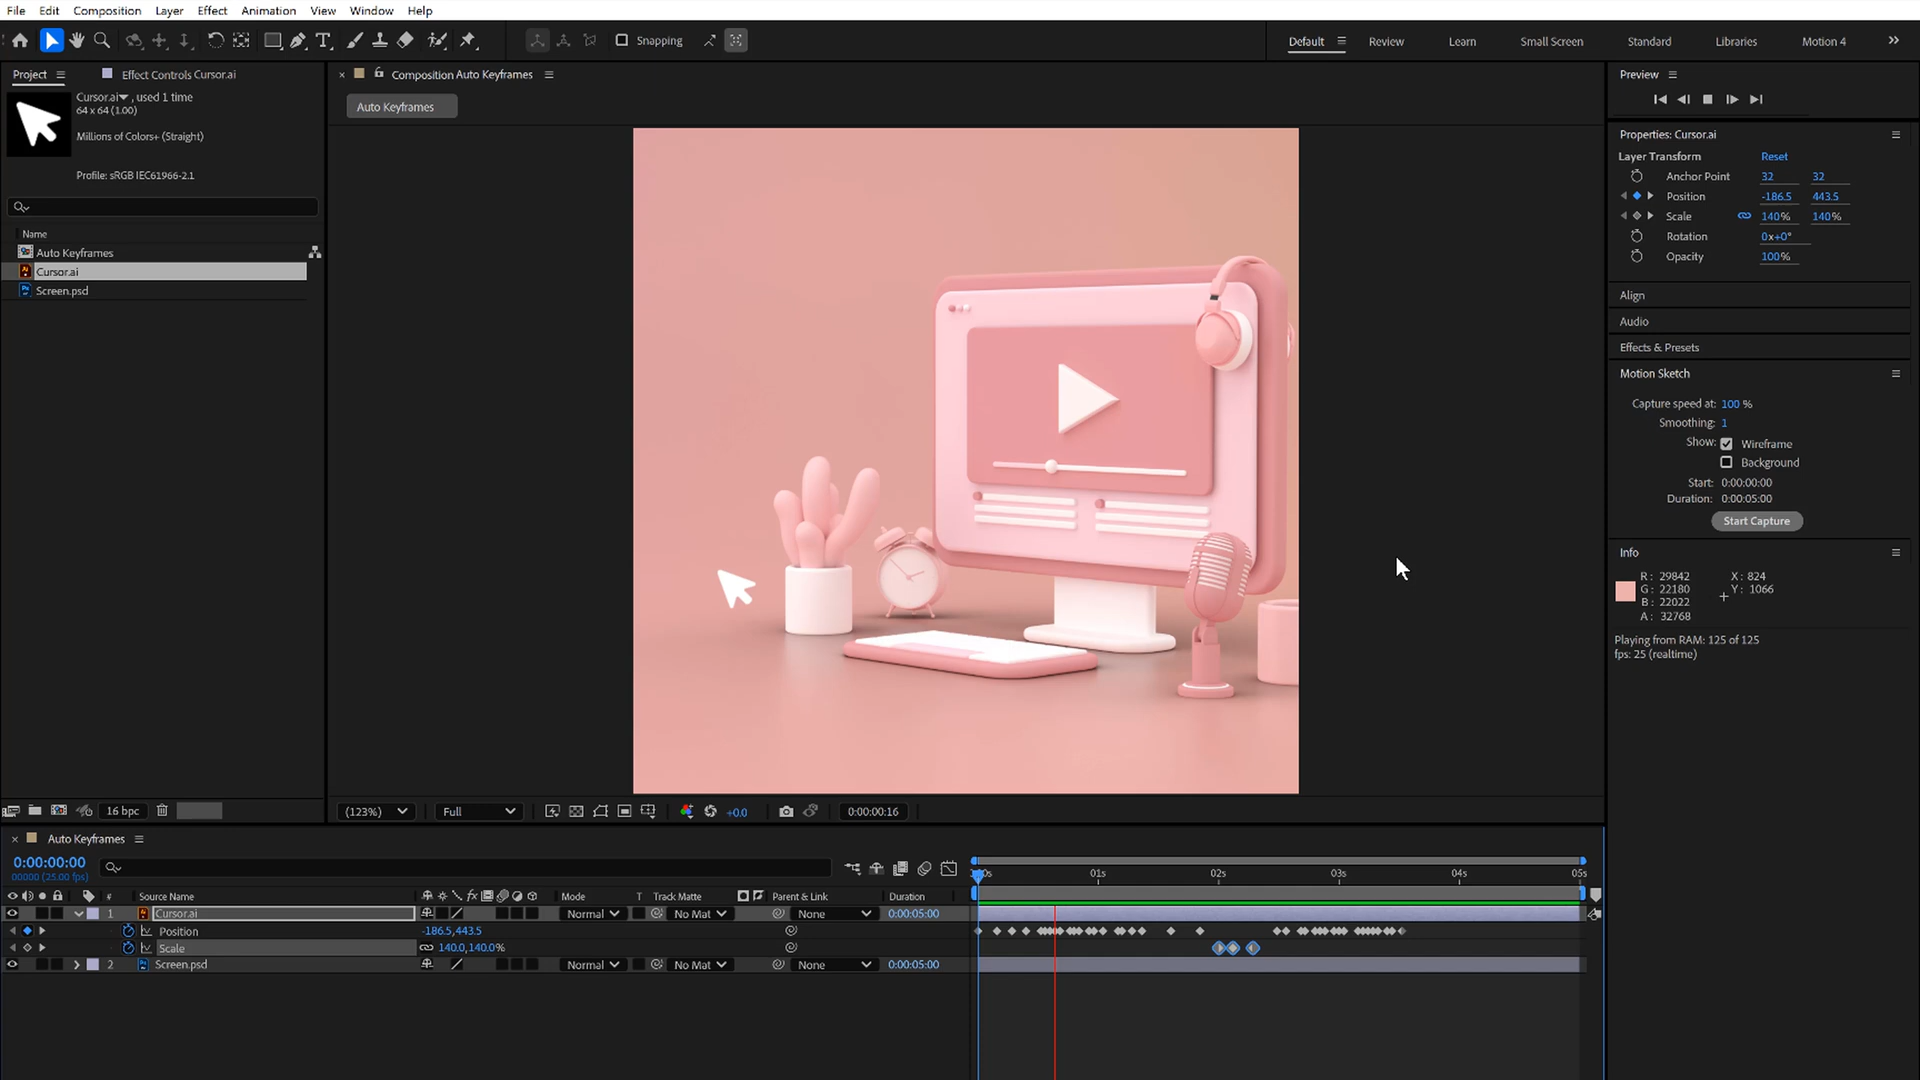 File Edit Composition Layer Effect Animation View Window Help
Snapping
Default Review Learn Small Screen Standard Libraries Motion 4
Project Effect Controls Cursor.ai
Cursor.ai , used 1 time
64 x 64 (1.00)
Millions of Colors+ (Straight)
Profile: sRGB IEC61966-2.1
Name
Auto Keyframes
Cursor.ai
Screen.psd
16 bpc
Composition Auto Keyframes
Auto Keyframes
(123%) Full +0.0 0:00:00:16
Preview
Properties: Cursor.ai
Layer Transform Reset
Anchor Point 32 32
Position -186.5 443.5
Scale 140% 140%
Rotation 0x+0°
Opacity 100%
Align
Audio
Effects & Presets
Motion Sketch
Capture speed at: 100 %
Smoothing: 1
Show: Wireframe
Background
Start: 0:00:00:00
Duration: 0:00:05:00
Start Capture
Info
R: 29842 X: 824
G: 22180 Y: 1066
B: 22022
A: 32768
Playing from RAM: 125 of 125
fps: 25 (realtime)
Auto Keyframes
0:00:00:00
00000 (25.00 fps)
01s 02s 03s 04s 05s
# Source Name fx Mode T Track Matte Parent & Link Duration
1 Cursor.ai Normal No Mat None 0:00:05:00
Position -186.5,443.5
Scale 140.0,140.0%
2 Screen.psd Normal No Mat None 0:00:05:00